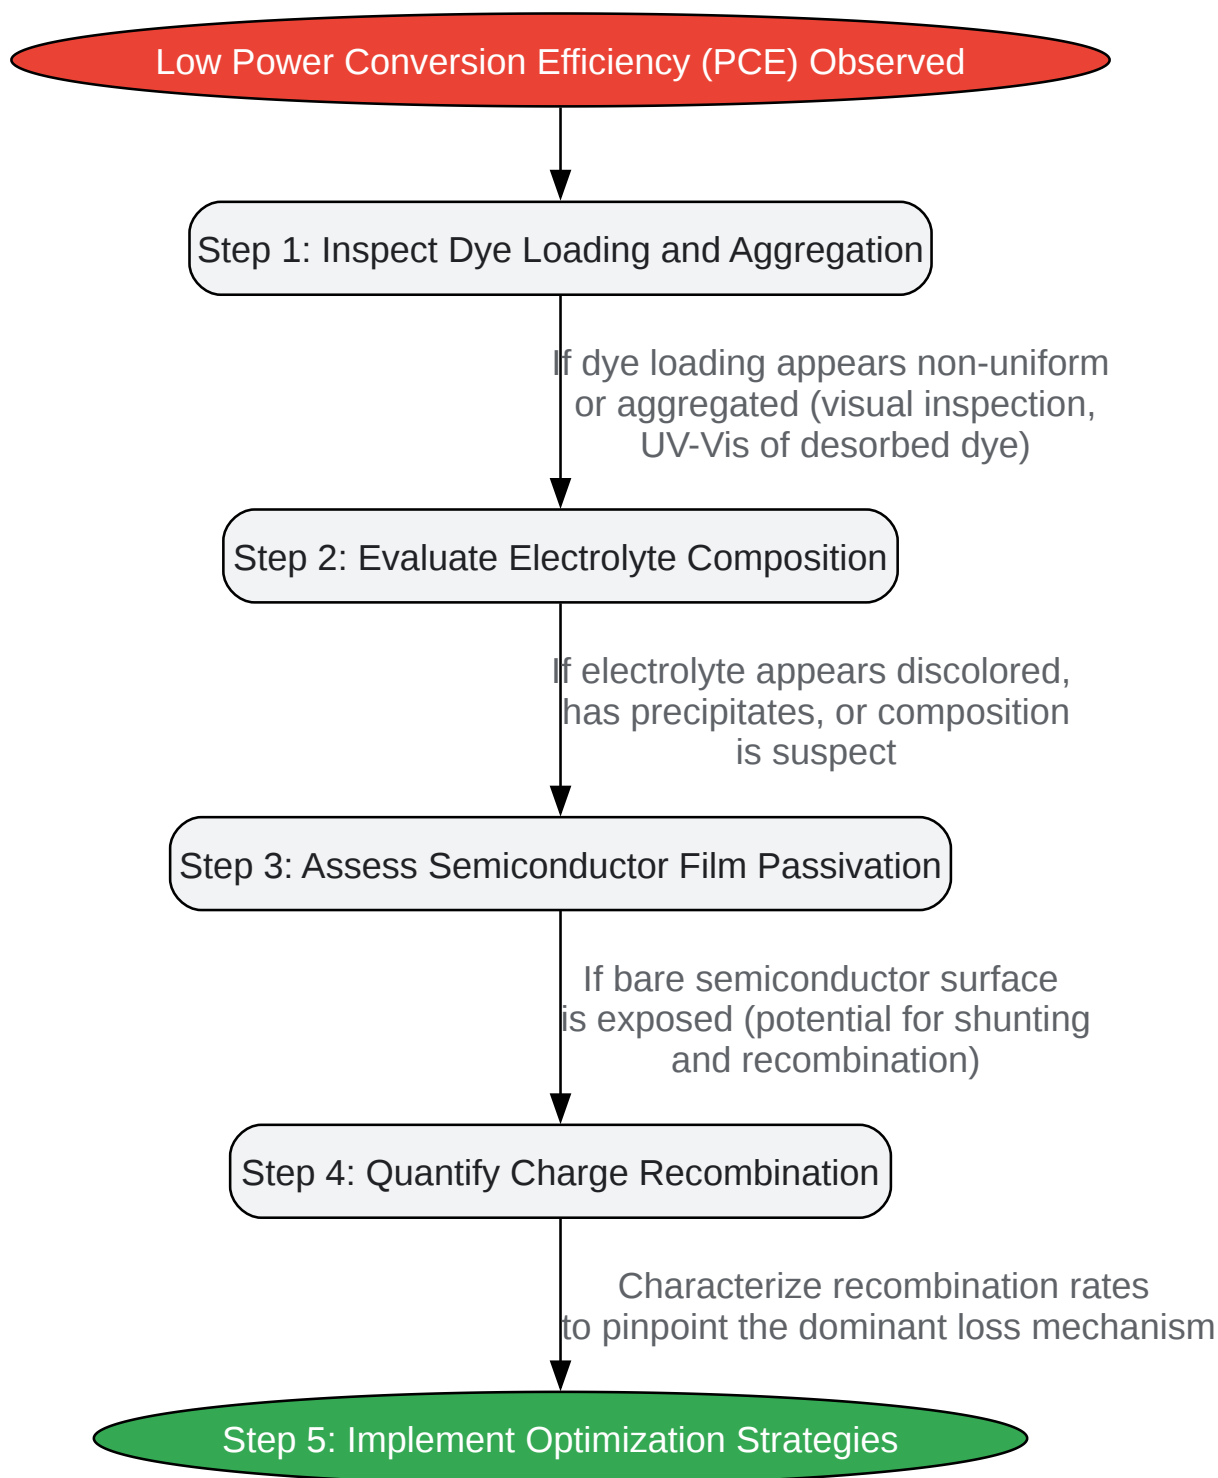 Low Power Conversion Efficiency (PCE) Observed
Step 1: Inspect Dye Loading and Aggregation
If dye loading appears non-uniform
or aggregated (visual inspection,
UV-Vis of desorbed dye)
Step 2: Evaluate Electrolyte Composition
If electrolyte appears discolored,
has precipitates, or composition
is suspect
Step 3: Assess Semiconductor Film Passivation
If bare semiconductor surface
is exposed (potential for shunting
and recombination)
Step 4: Quantify Charge Recombination
Characterize recombination rates
to pinpoint the dominant loss mechanism
Step 5: Implement Optimization Strategies